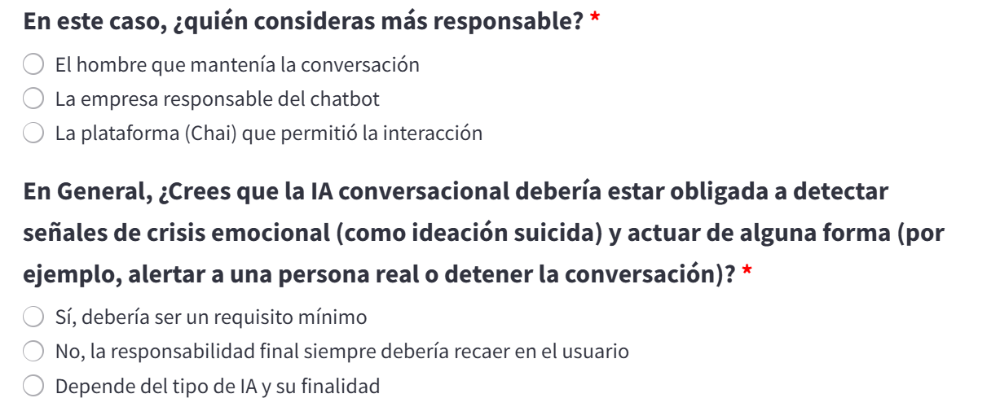 En este caso, ¿quién consideras más responsable? *
El hombre que mantenía la conversación
La empresa responsable del chatbot
La plataforma (Chai) que permitió la interacción
En General, ¿Crees que la IA conversacional debería estar obligada a detectar
señales de crisis emocional (como ideación suicida) y actuar de alguna forma (por
ejemplo, alertar a una persona real o detener la conversación)? *
Sí, debería ser un requisito mínimo
No, la responsabilidad final siempre debería recaer en el usuario
Depende del tipo de IA y su finalidad